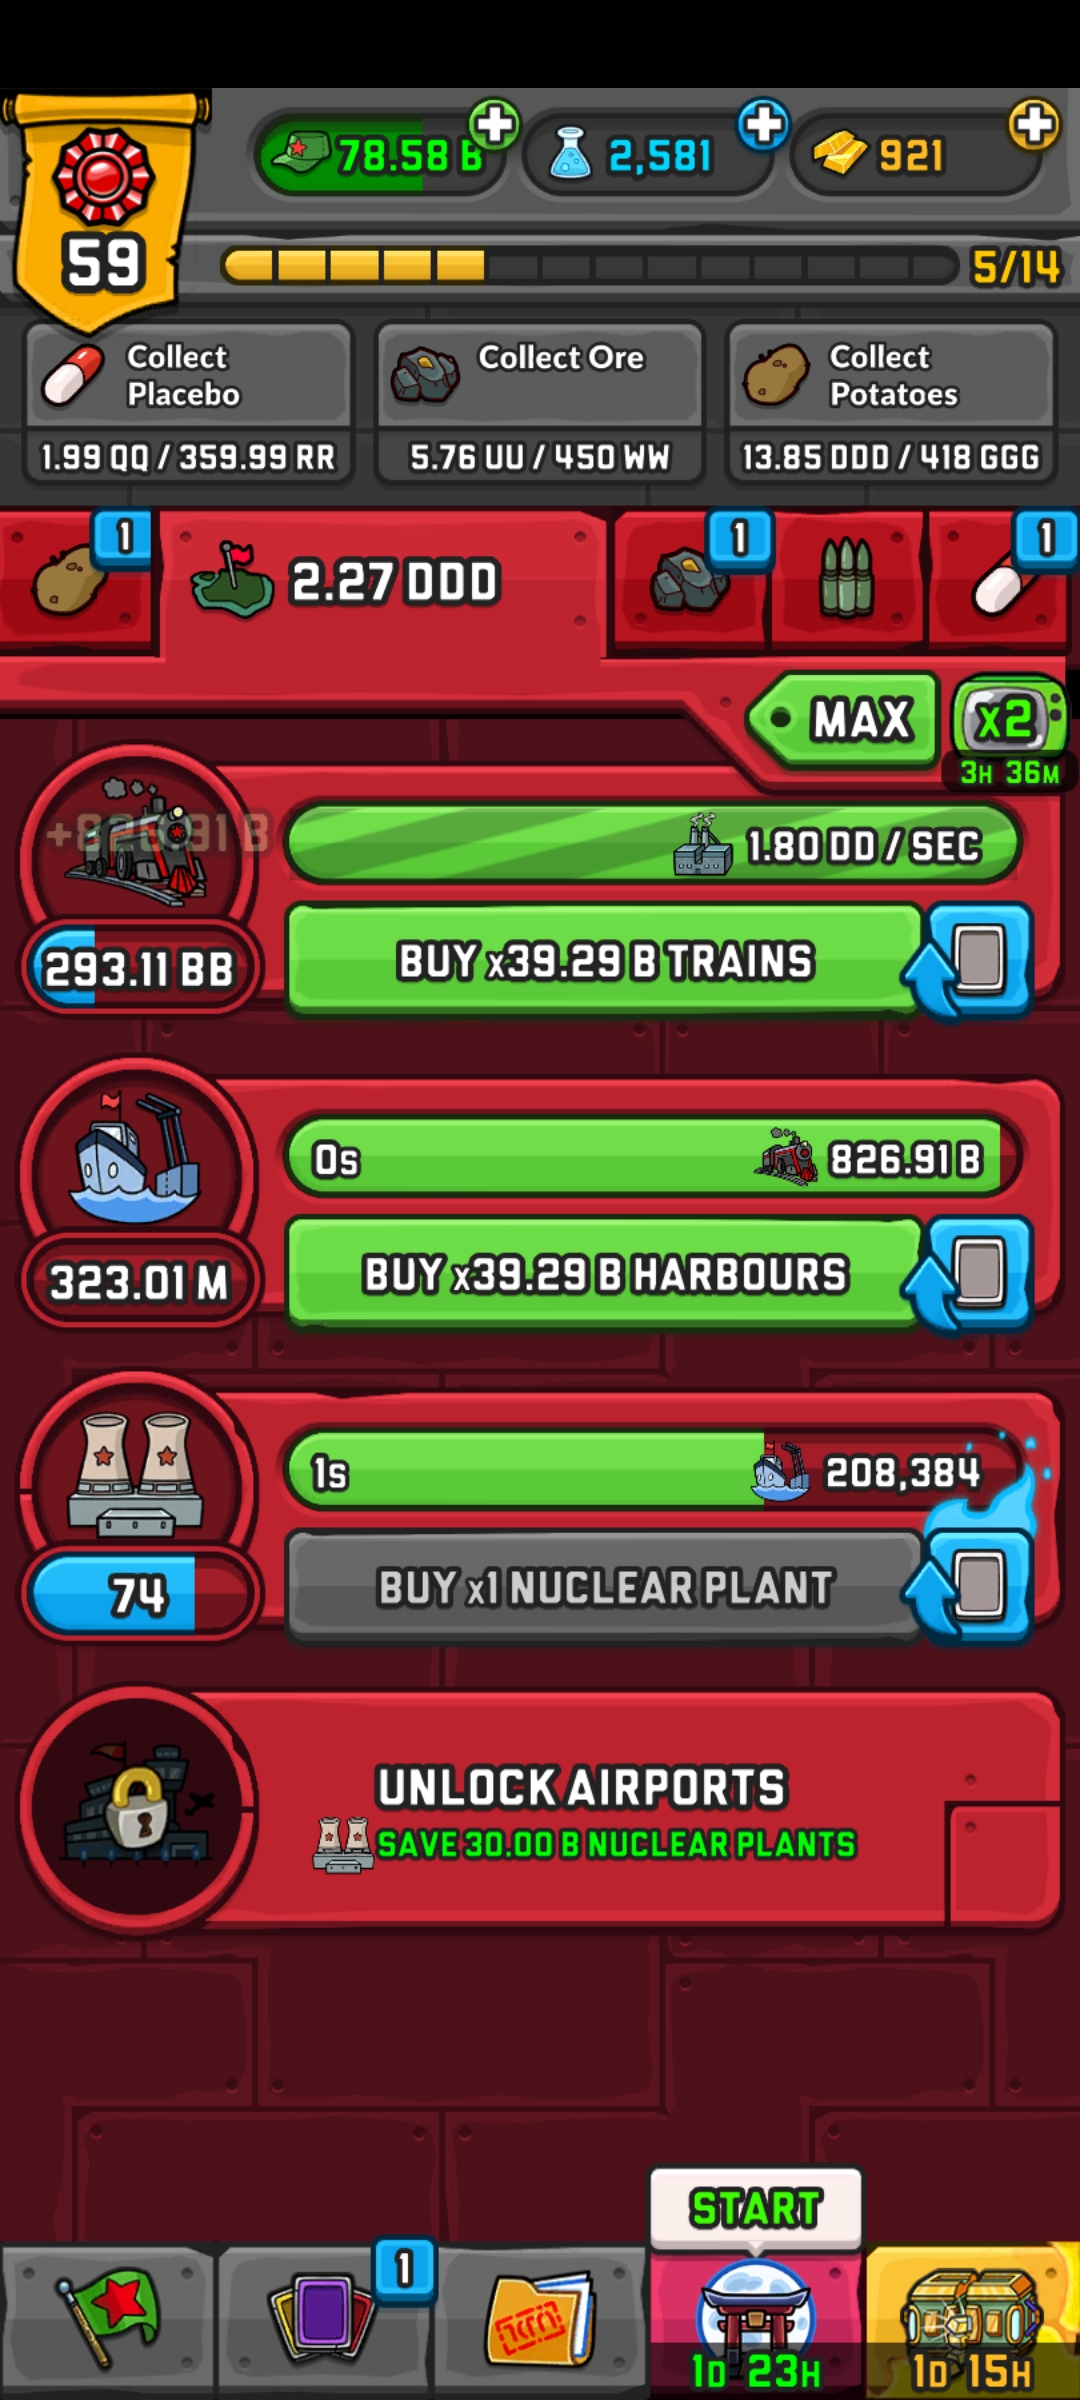 78.58 B
2,581
921
59
5/14
Collect
Placebo
1.99 QQ / 359.99 RR
Collect Ore
5.76 UU / 450 WW
Collect
Potatoes
13.85 DDD / 418 GGG
1
2.27 DDD
1
1
MAX
x2
3H 36M
+826.91 B
1.80 DD / SEC
293.11 BB
BUY x39.29 B TRAINS
0s
826.91 B
323.01 M
BUY x39.29 B HARBOURS
1s
208,384
74
BUY x1 NUCLEAR PLANT
UNLOCK AIRPORTS
SAVE 30.00 B NUCLEAR PLANTS
START
1
1D 23H
1D 15H